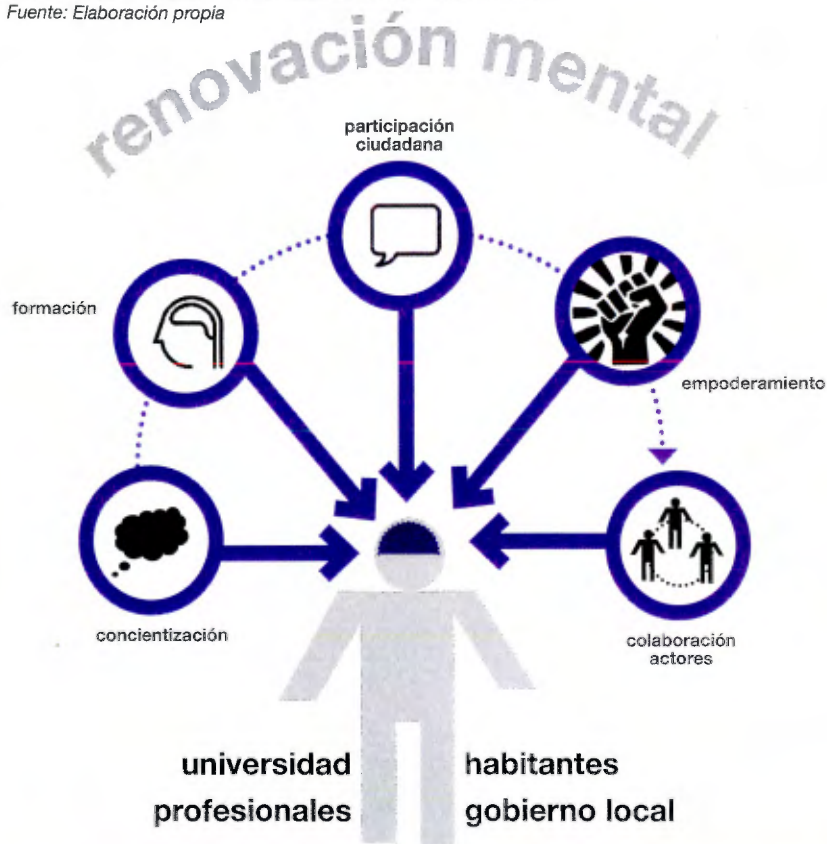 Fuente: Elaboración propia
renovación mental
participación
ciudadana
formación
empoderamiento
concientización
colaboración
actores
universidad
habitantes
profesionales
gobierno local